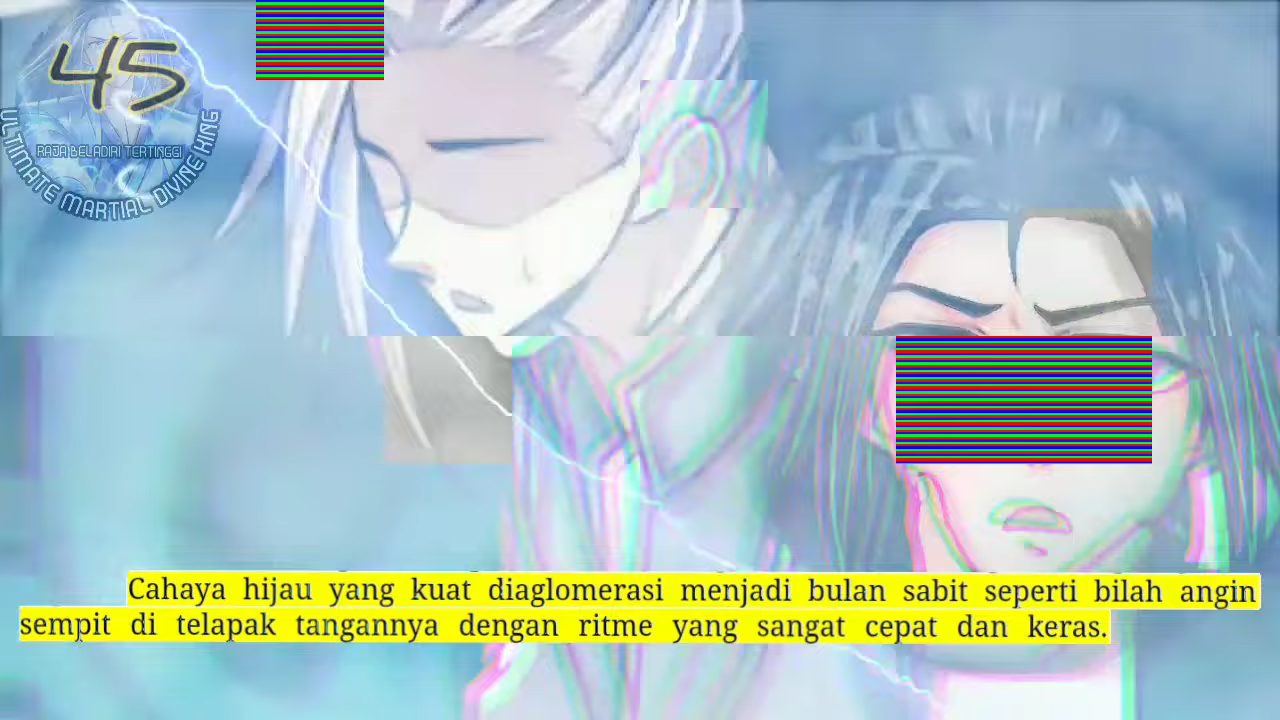 45
RAJA BELADIRI TERTINGGI
ULTIMATE MARTIAL DIVINE KING
Cahaya hijau yang kuat diaglomerasi menjadi bulan sabit seperti bilah angin
sempit di telapak tangannya dengan ritme yang sangat cepat dan keras.